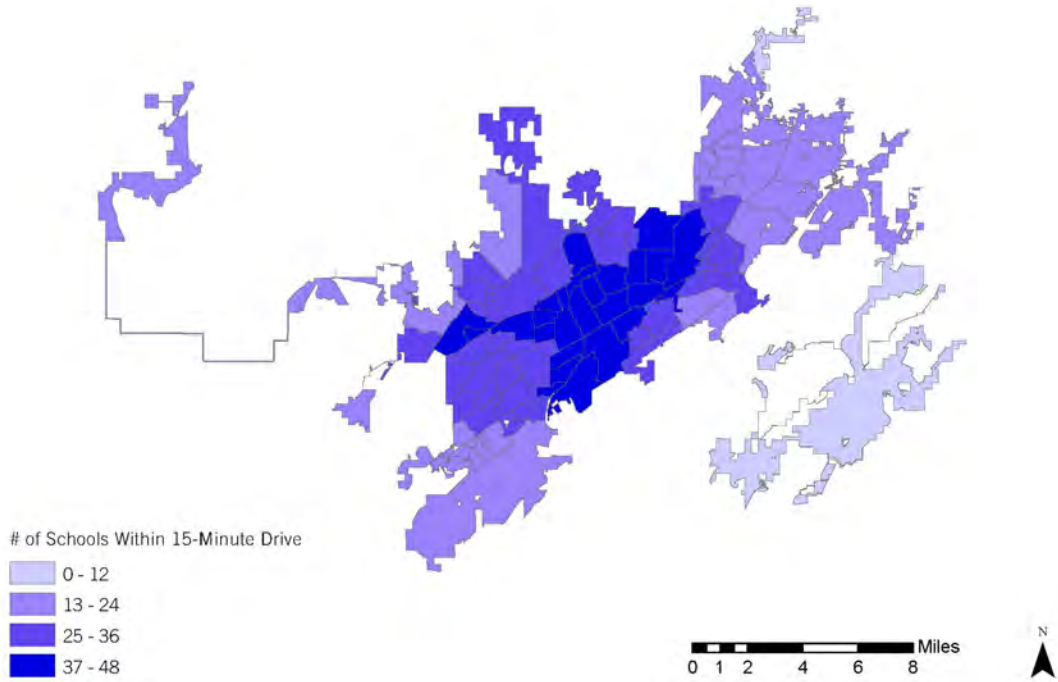 # of Schools Within 15-Minute Drive
0 - 12
13 - 24
25 - 36
37 - 48
N
Miles
0 1 2 4 6 8